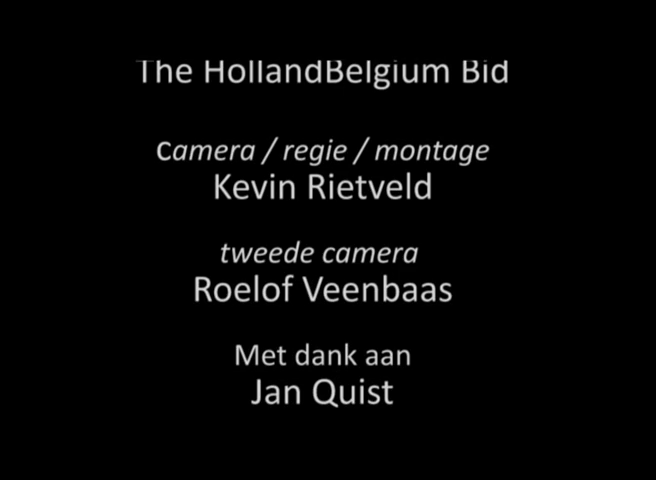 The HollandBelgium Bid
Camera / regie / montage
Kevin Rietveld
tweede camera
Roelof Veenbaas
Met dank aan
Jan Quist